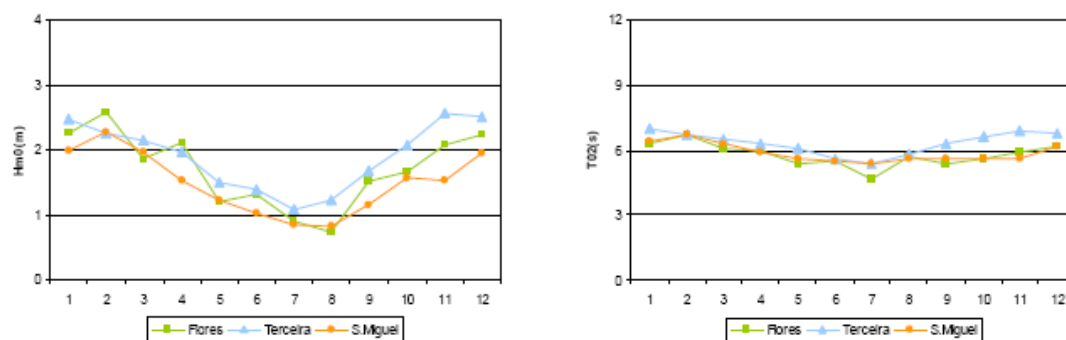 4
3
2
1
0
Hm0(m)
1 2 3 4 5 6 7 8 9 10 11 12
Flores Terceira S.Miguel
12
9
6
3
0
T02(s)
1 2 3 4 5 6 7 8 9 10 11 12
Flores Terceira S.Miguel